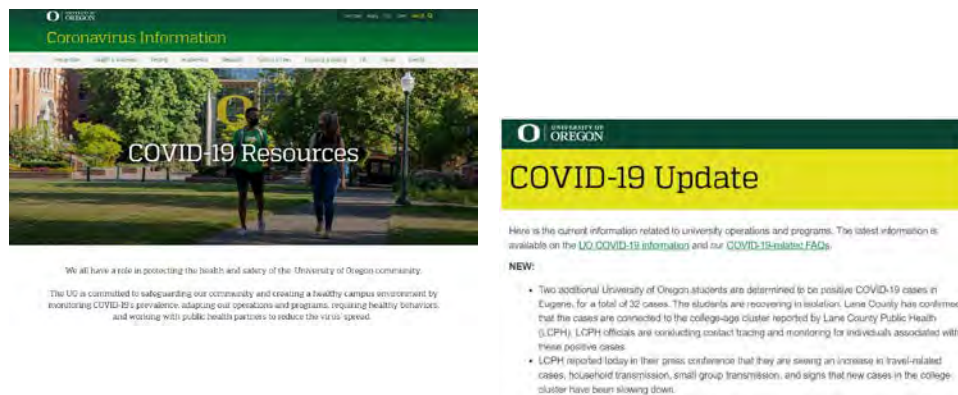 O UNIVERSITY OF OREGON
Coronavirus Information
O
COVID-19 Resources
We all have a role in protecting the health and safety of the University of Oregon community.
The UO is committed to safeguarding our community and creating a healthy campus environment by
monitoring COVID-19's prevalence, adapting our operations and programs, requiring healthy behaviors,
and working with public health partners to reduce the virus' spread.
O UNIVERSITY OF OREGON
COVID-19 Update
Here is the current information related to university operations and programs. The latest information is
available on the UO COVID-19 information and our COVID-19-related FAQs.
NEW:
• Two additional University of Oregon students are determined to be positive COVID-19 cases in
Eugene, for a total of 32 cases. The students are recovering in isolation. Lane County has confirmed
that the cases are connected to the college-age cluster reported by Lane County Public Health
(LCPH). LCPH officials are conducting contact tracing and monitoring for individuals associated with
these positive cases.
• LCPH reported today in their press conference that they are seeing an increase in travel-related
cases, household transmission, small group transmission, and signs that new cases in the college
cluster have been slowing down.